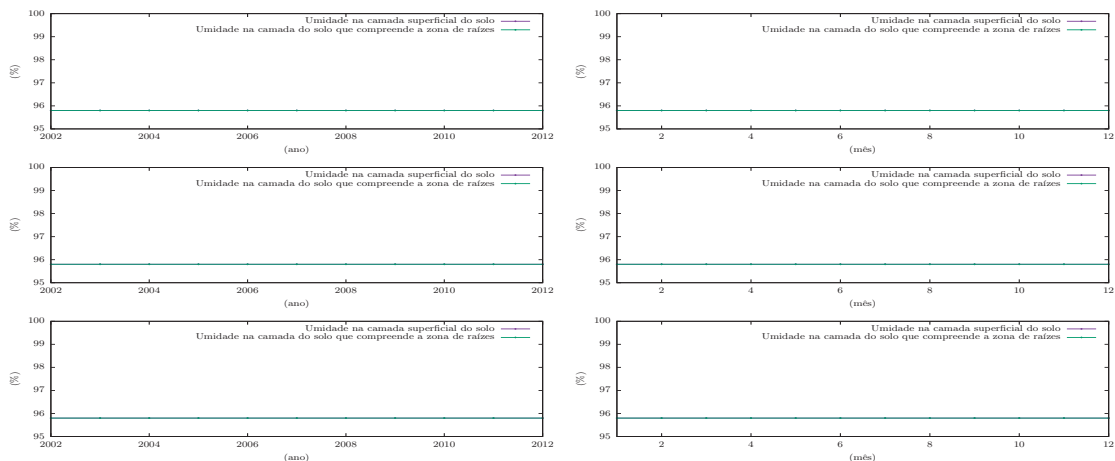 100
99
98
97
96
95
(%)
Umidade na camada superficial do solo
Umidade na camada do solo que compreende a zona de raízes
2002 2004 2006 2008 2010 2012
(ano)
100
99
98
97
96
95
(%)
Umidade na camada superficial do solo
Umidade na camada do solo que compreende a zona de raízes
2 4 6 8 10 12
(mês)
100
99
98
97
96
95
(%)
Umidade na camada superficial do solo
Umidade na camada do solo que compreende a zona de raízes
2002 2004 2006 2008 2010 2012
(ano)
100
99
98
97
96
95
(%)
Umidade na camada superficial do solo
Umidade na camada do solo que compreende a zona de raízes
2 4 6 8 10 12
(mês)
100
99
98
97
96
95
(%)
Umidade na camada superficial do solo
Umidade na camada do solo que compreende a zona de raízes
2002 2004 2006 2008 2010 2012
(ano)
100
99
98
97
96
95
(%)
Umidade na camada superficial do solo
Umidade na camada do solo que compreende a zona de raízes
2 4 6 8 10 12
(mês)